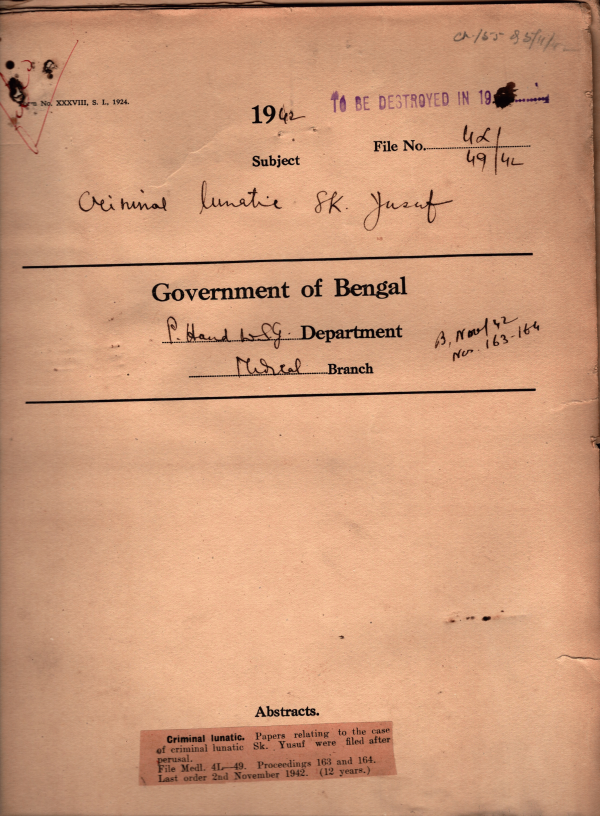 Form No. XXXVIII, S. I., 1924.
1942
TO BE DESTROYED IN 19
Subject
File No. 4L/
49/42
Criminal lunatic Sk. Yusuf
Government of Bengal
P. H and L. S. G. Department
B, Nov/42
Nos. 163-164
Medical Branch
Abstracts.
Criminal lunatic. Papers relating to the case
of criminal lunatic Sk. Yusuf were filed after
perusal.
File Medl. 4L—49. Proceedings 163 and 164.
Last order 2nd November 1942. (12 years.)